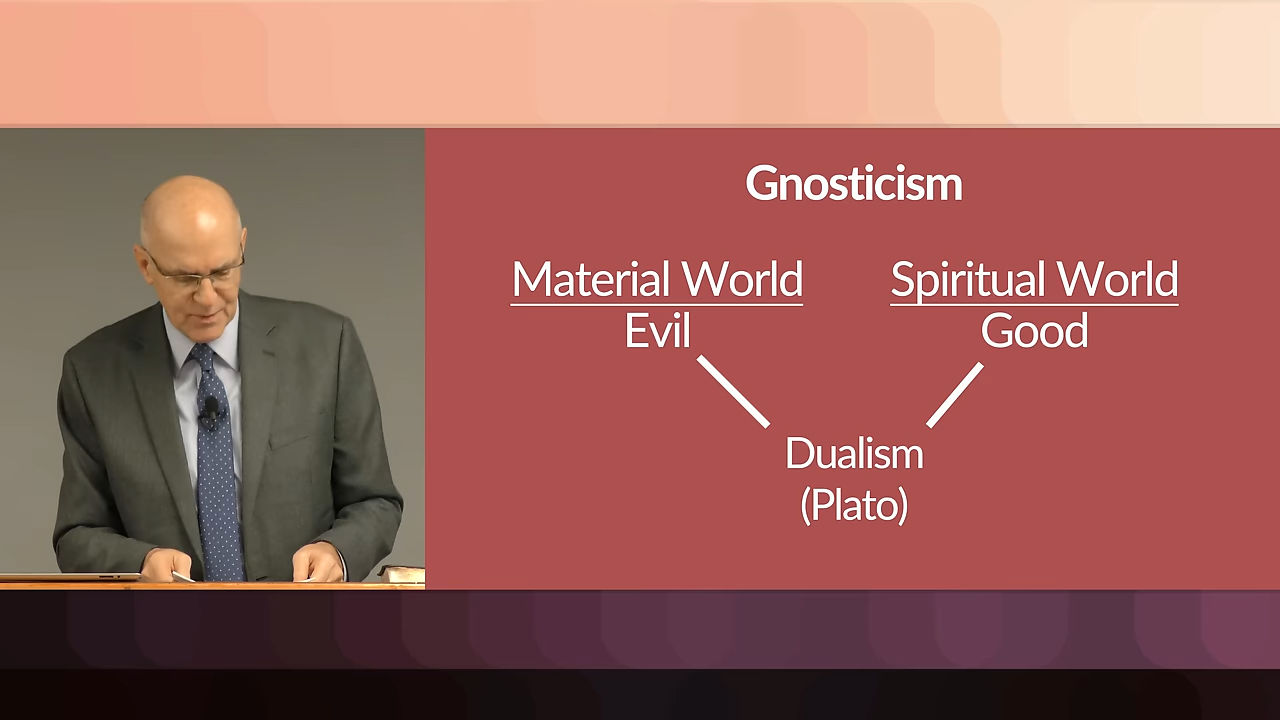 Gnosticism
Material World
Spiritual World
Evil
Good
Dualism
(Plato)